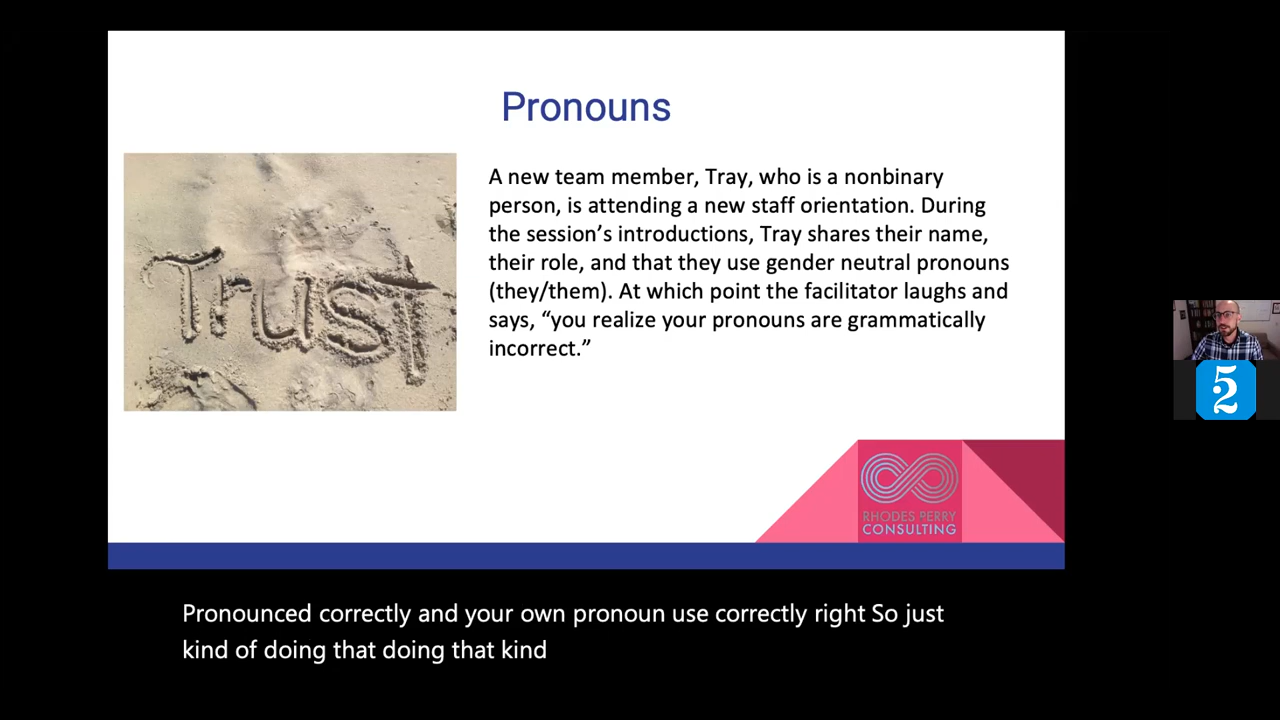 Pronouns
Trust
A new team member, Tray, who is a nonbinary
person, is attending a new staff orientation. During
the session’s introductions, Tray shares their name,
their role, and that they use gender neutral pronouns
(they/them). At which point the facilitator laughs and
says, “you realize your pronouns are grammatically
incorrect.”
RHODES PERRY
CONSULTING
52
Pronounced correctly and your own pronoun use correctly right So just
kind of doing that doing that kind